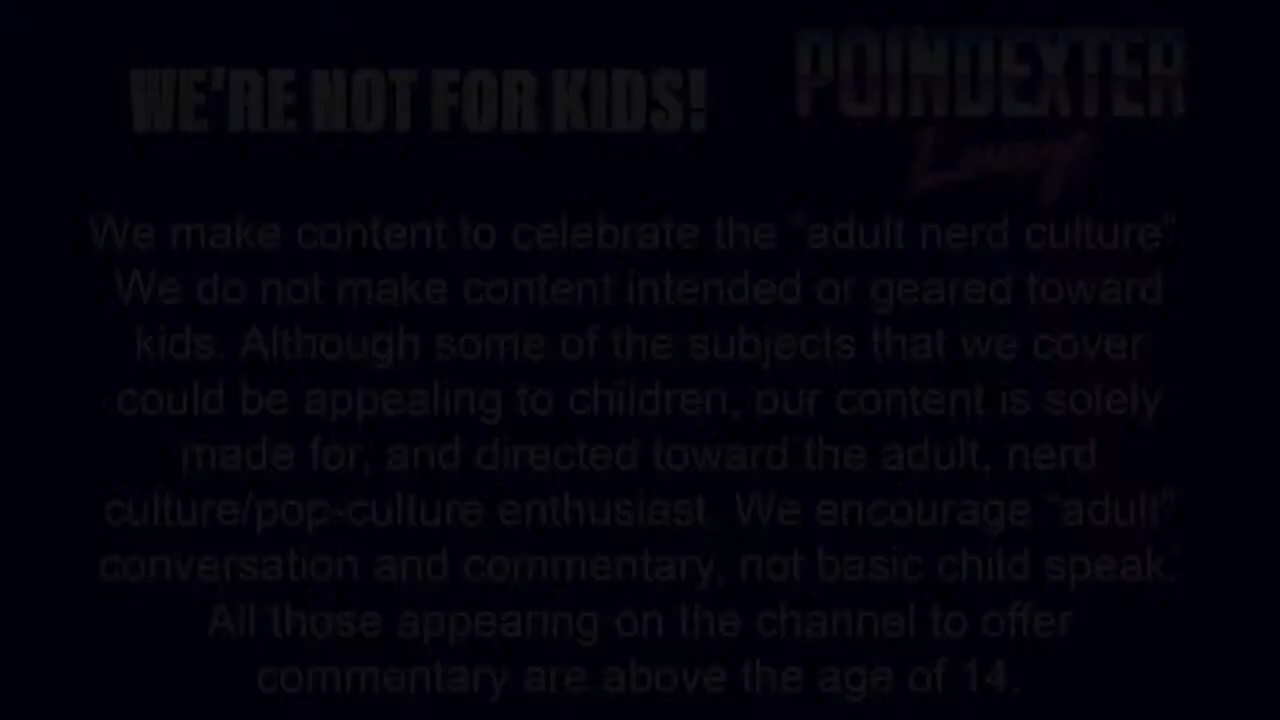 WE'RE NOT FOR KIDS!
POINDEXTER
We make content to celebrate the "adult nerd culture".
We do not make content intended or geared toward
kids. Although some of the subjects that we cover
could be appealing to children, our content is solely
made for, and directed toward the adult, nerd
culture/pop-culture enthusiast. We encourage "adult"
conversation and commentary, not basic child speak.
All those appearing on the channel to offer
commentary are above the age of 14.